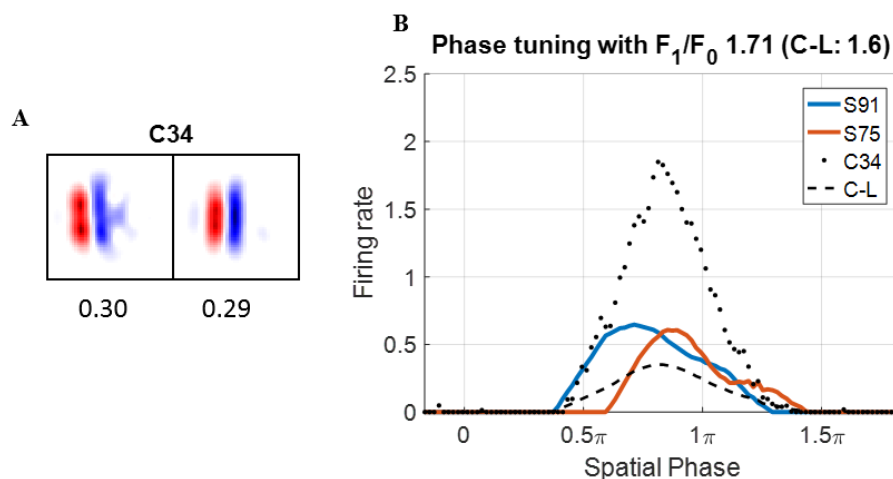 A
C34
0.30 0.29
B
Phase tuning with F₁/F₀ 1.71 (C-L: 1.6)
Firing rate
2.5
2
1.5
1
0.5
0
S91
S75
C34
C-L
0 0.5π 1π 1.5π
Spatial Phase